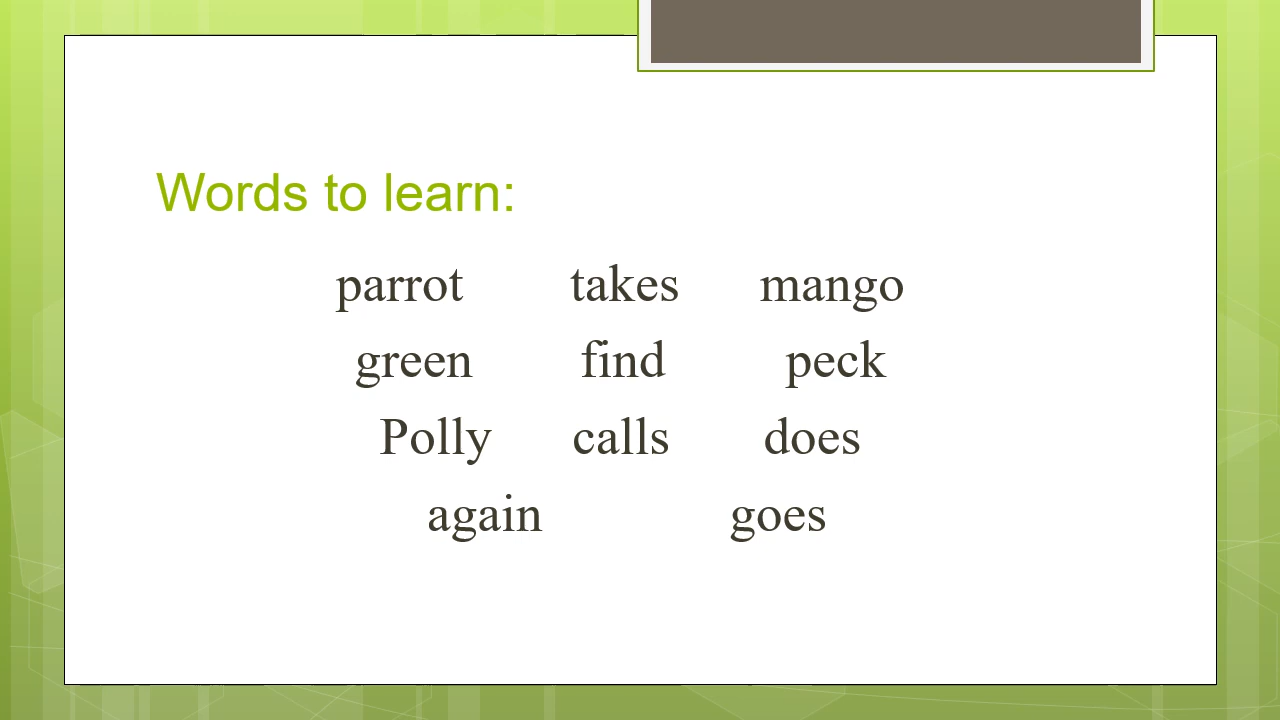 Words to learn:
parrot takes mango
green find peck
Polly calls does
again goes